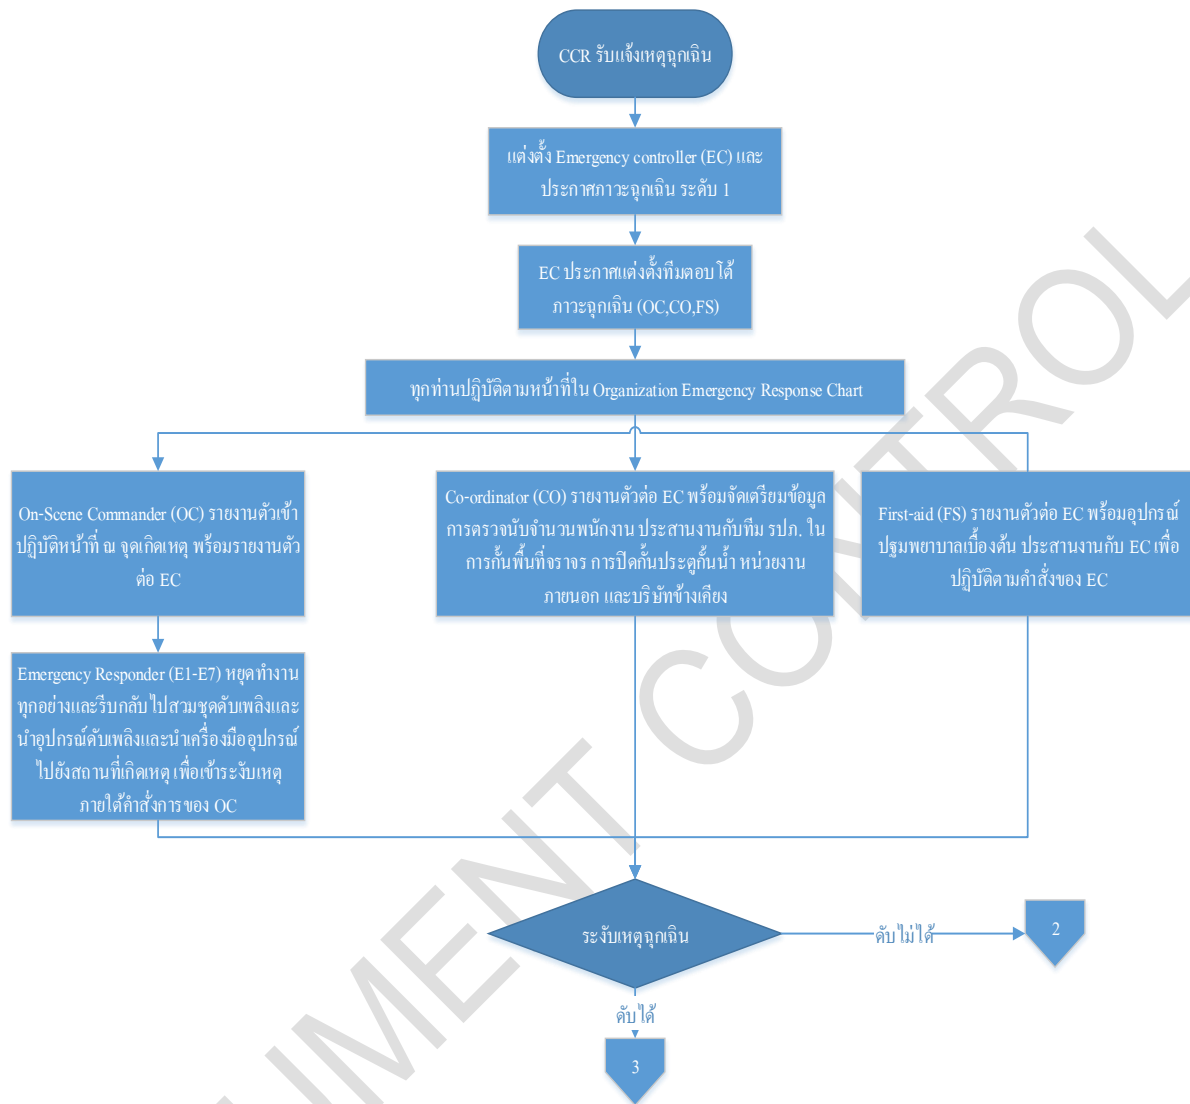 CCR รับแจ้งเหตุฉุกเฉิน
แต่งตั้ง Emergency controller (EC) และ
ประกาศภาวะฉุกเฉิน ระดับ 1
EC ประกาศแต่งตั้งทีมตอบโต้
ภาวะฉุกเฉิน (OC,CO,FS)
ทุกท่านปฏิบัติตามหน้าที่ใน Organization Emergency Response Chart
On-Scene Commander (OC) รายงานตัวเข้า
ปฏิบัติหน้าที่ ณ จุดเกิดเหตุ พร้อมรายงานตัว
ต่อ EC
Co-ordinator (CO) รายงานตัวต่อ EC พร้อมจัดเตรียมข้อมูล
การตรวจนับจำนวนพนักงาน ประสานงานกับทีม รปภ. ใน
การกั้นพื้นที่จราจร การปิดกั้นประตูกั้นน้ำ หน่วยงาน
ภายนอก และบริษัทข้างเคียง
First-aid (FS) รายงานตัวต่อ EC พร้อมอุปกรณ์
ปฐมพยาบาลเบื้องต้น ประสานงานกับ EC เพื่อ
ปฏิบัติตามคำสั่งของ EC
Emergency Responder (E1-E7) หยุดทำงาน
ทุกอย่างและรีบกลับไปสวมชุดดับเพลิงและ
นำอุปกรณ์ดับเพลิงและนำเครื่องมืออุปกรณ์
ไปยังสถานที่เกิดเหตุ เพื่อเข้าระงับเหตุ
ภายใต้คำสั่งการของ OC
ระงับเหตุฉุกเฉิน
ดับไม่ได้
2
ดับได้
3
UMENT CONTROL